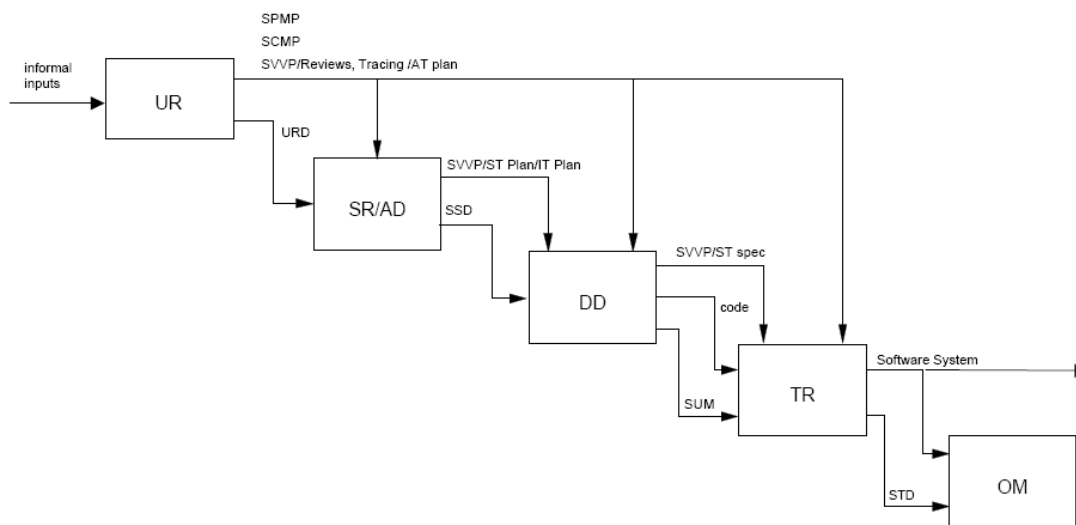 SPMP
SCMP
SVVP/Reviews, Tracing /AT plan
informal
inputs
UR
URD
SVVP/ST Plan/IT Plan
SR/AD
SSD
SVVP/ST spec
DD
code
Software System
TR
SUM
STD
OM